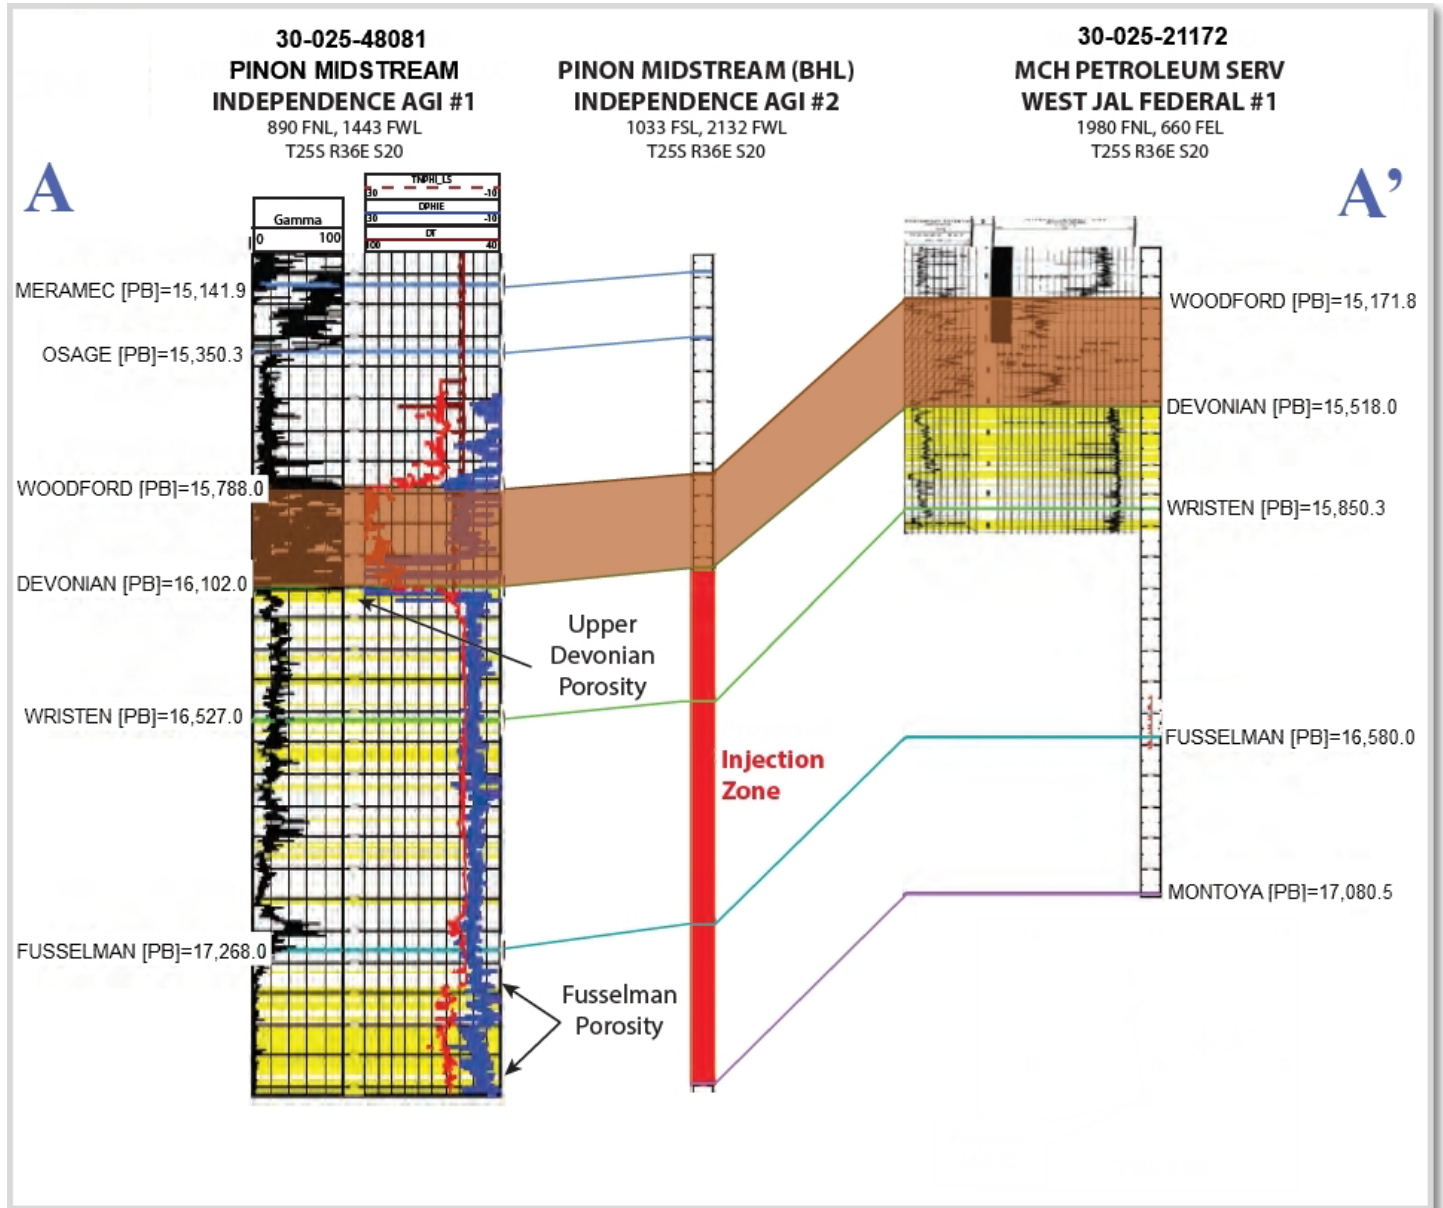 30-025-48081
PINON MIDSTREAM
INDEPENDENCE AGI #1
890 FNL, 1443 FWL
T25S R36E S20
PINON MIDSTREAM (BHL)
INDEPENDENCE AGI #2
1033 FSL, 2132 FWL
T25S R36E S20
30-025-21172
MCH PETROLEUM SERV
WEST JAL FEDERAL #1
1980 FNL, 660 FEL
T25S R36E S20
A
A'
Gamma
0 100
TNPHI_LS
30 -10
DPHIE
30 -10
DT
100 40
MERAMEC [PB]=15,141.9
OSAGE [PB]=15,350.3
WOODFORD [PB]=15,788.0
DEVONIAN [PB]=16,102.0
WRISTEN [PB]=16,527.0
FUSSELMAN [PB]=17,268.0
Upper
Devonian
Porosity
Injection
Zone
Fusselman
Porosity
WOODFORD [PB]=15,171.8
DEVONIAN [PB]=15,518.0
WRISTEN [PB]=15,850.3
FUSSELMAN [PB]=16,580.0
MONTOYA [PB]=17,080.5